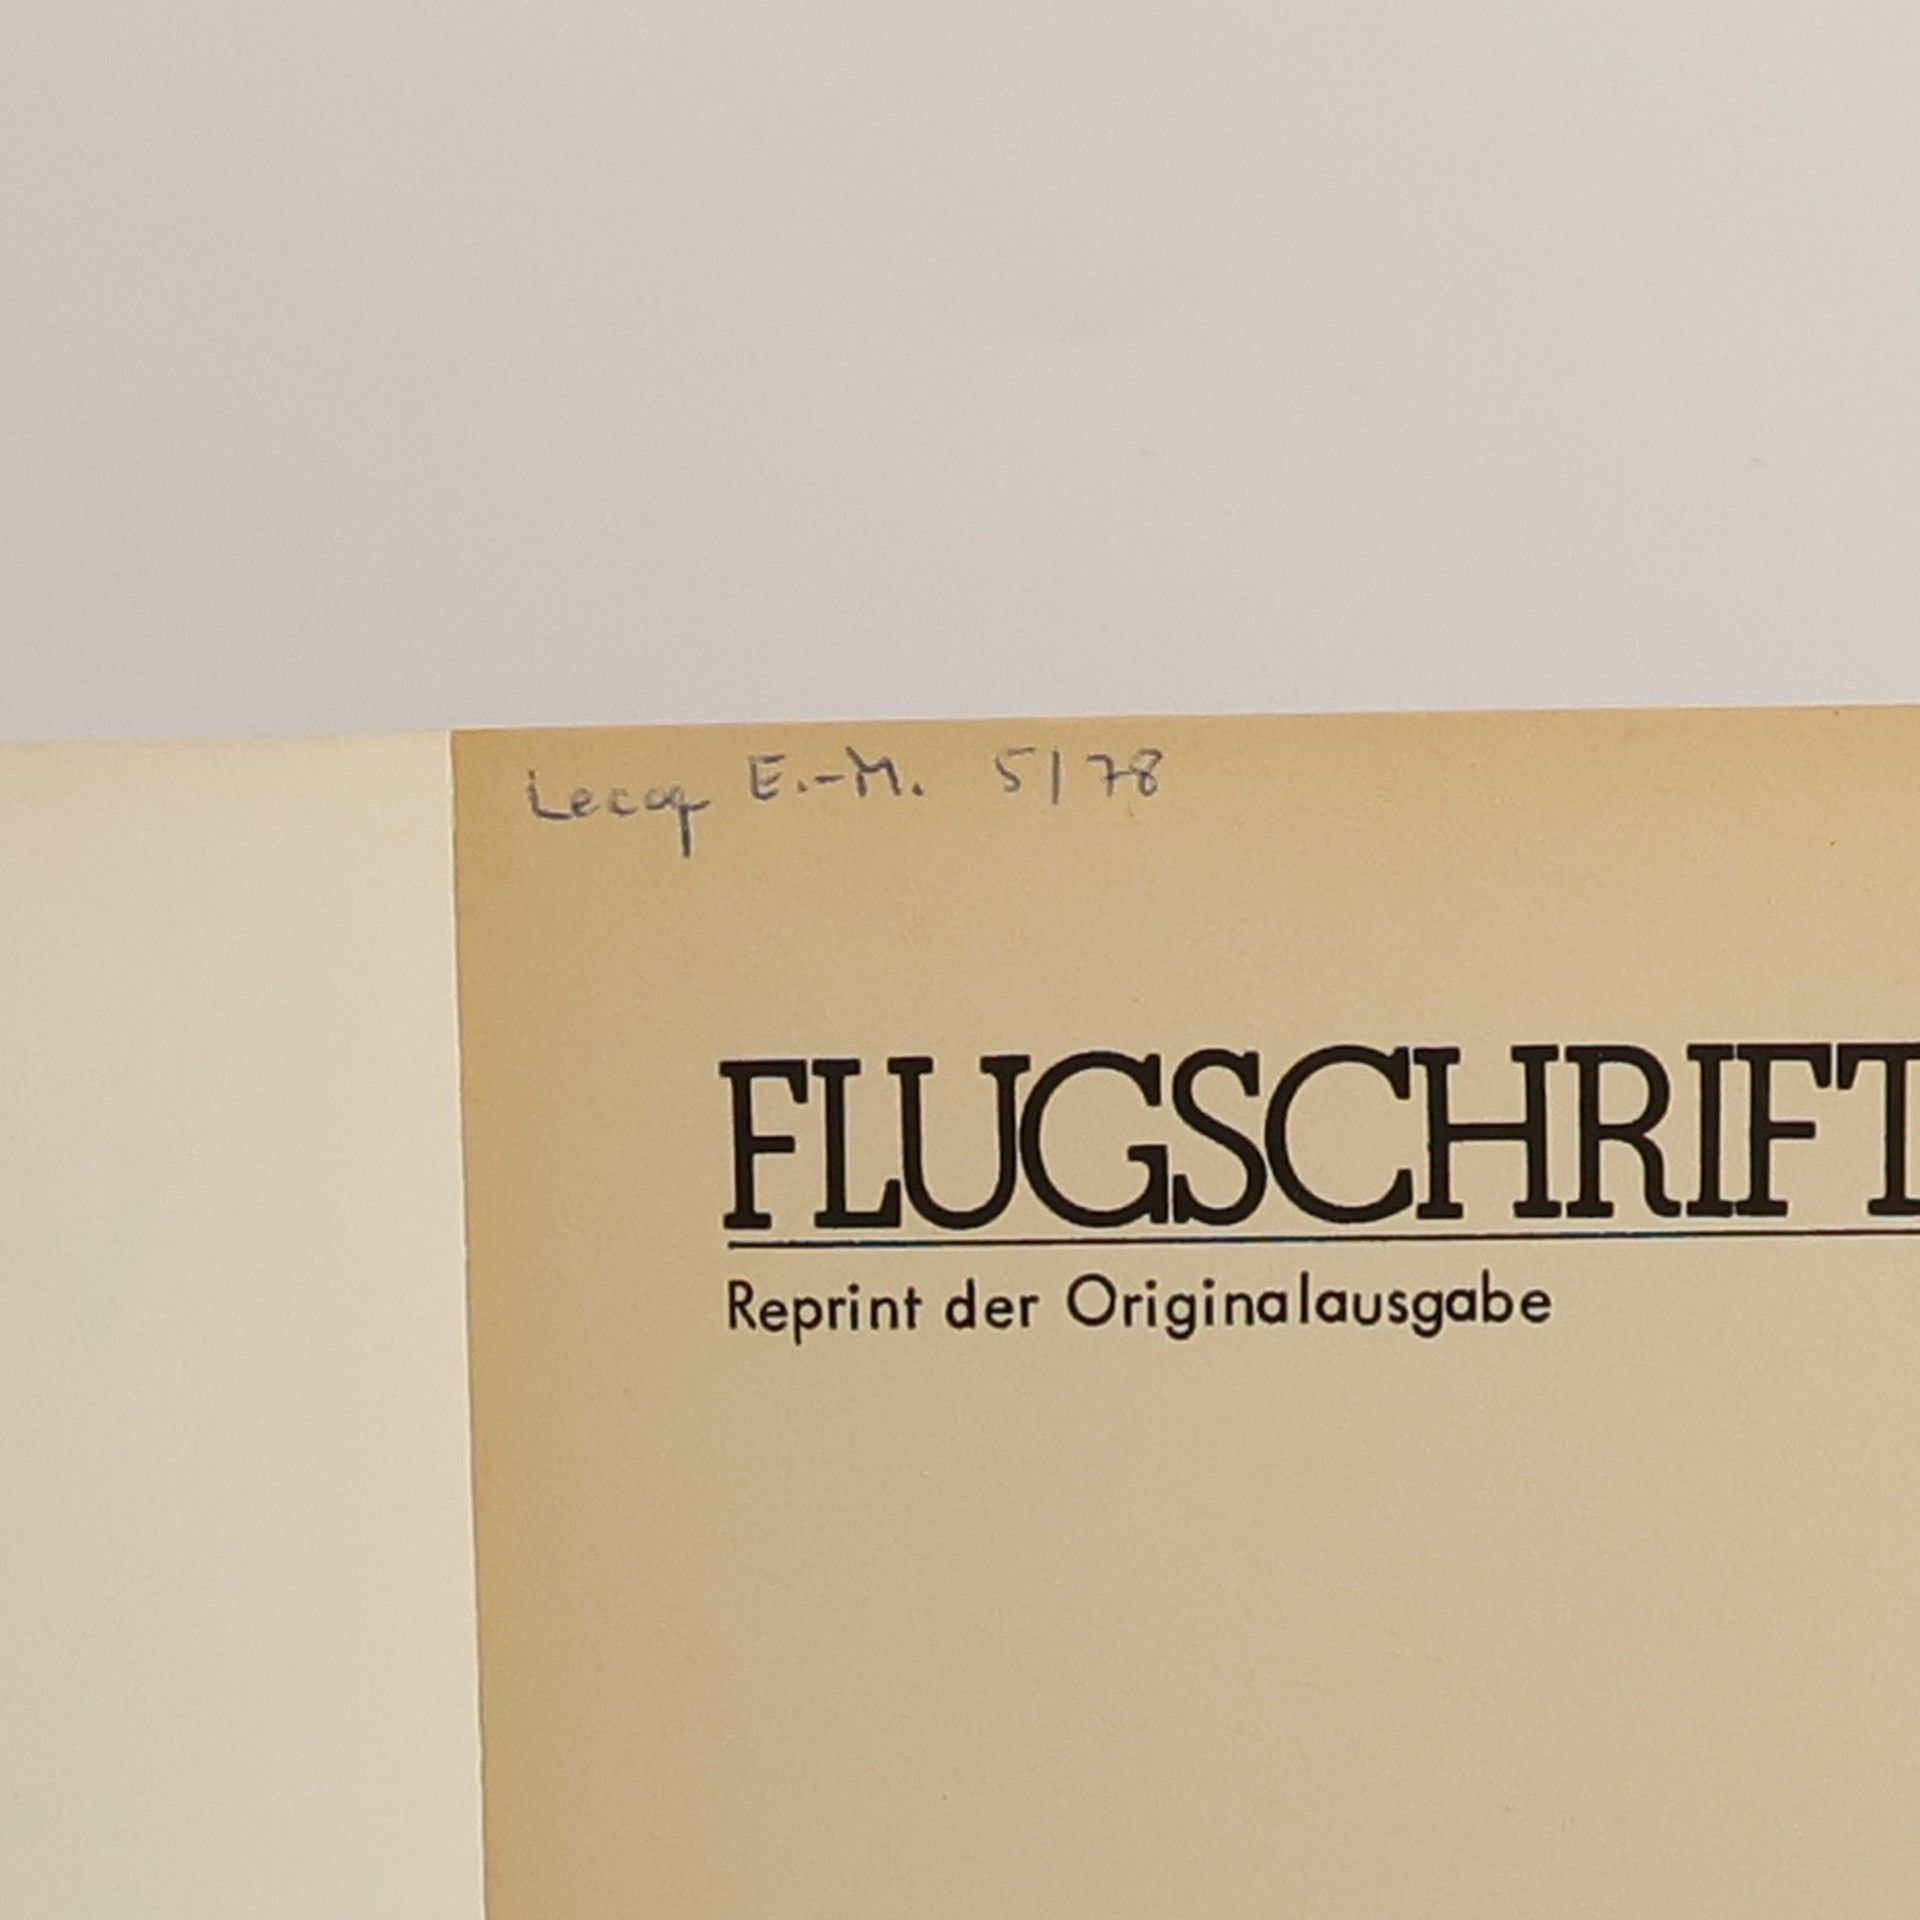 Lecoq E.-M. 5/78
FLUGSCHRIFT
Reprint der Originalausgabe